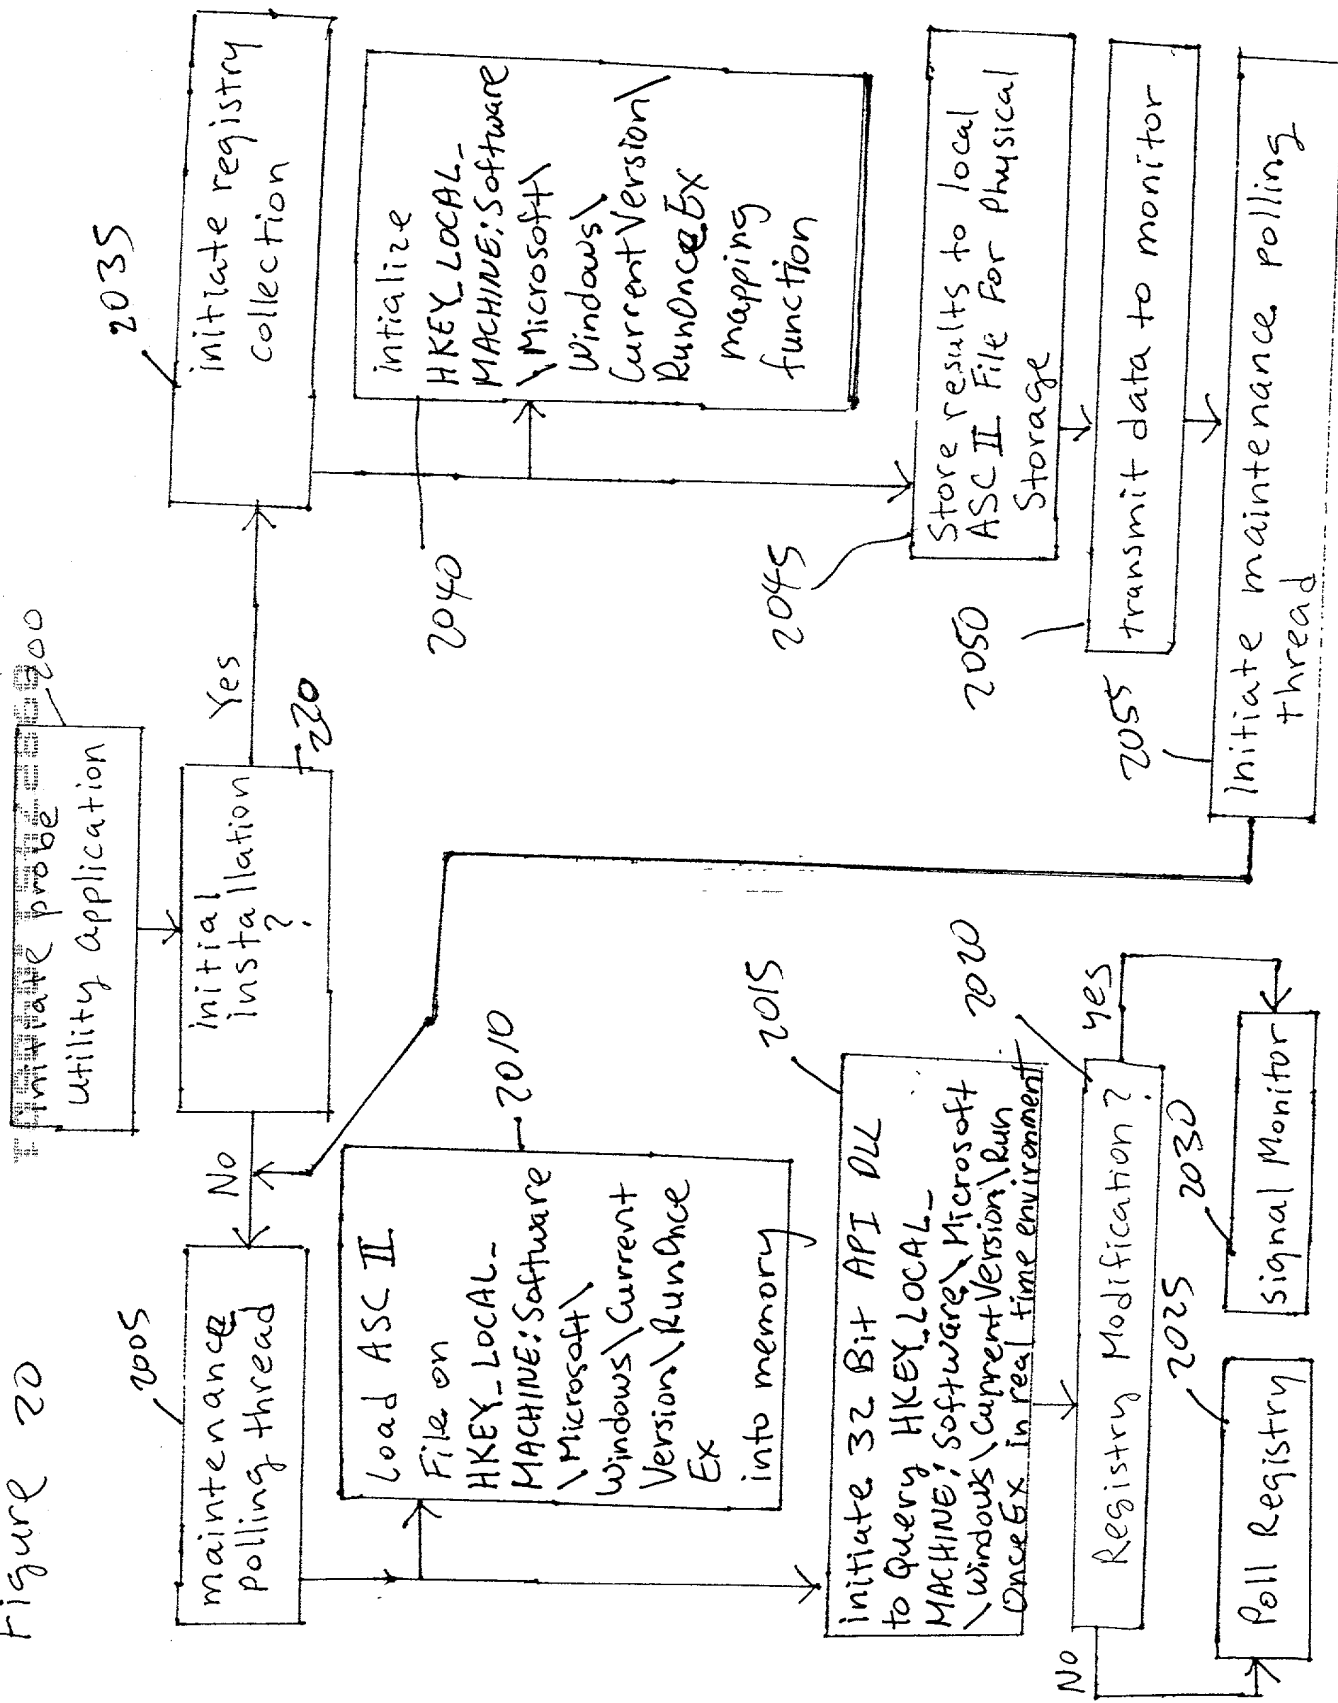 Figure 20
Initiate probe
Utility application
200
initial
installation
?
220
No
Yes
2005
maintenance
polling thread
2010
Load ASC II
File on
HKEY_LOCAL_
MACHINE:Software
\Microsoft\
Windows\Current
Version\RunOnce
Ex
into memory
2015
initiate 32 Bit API DLL
to Query HKEY_LOCAL_
MACHINE; Software\Microsoft
\Windows\CurrentVersion\Run
OnceEx in real time environment
2020
Registry Modification?
No
yes
2025
Poll Registry
2030
Signal Monitor
2035
initiate registry
collection
2040
intialize
HKEY_LOCAL_
MACHINE:Software
\Microsoft\
Windows\
CurrentVersion\
RunOnce Ex
mapping
function
2045
Store results to local
ASC II File For Physical
Storage
2050
transmit data to monitor
2055
Initiate maintenance polling
thread